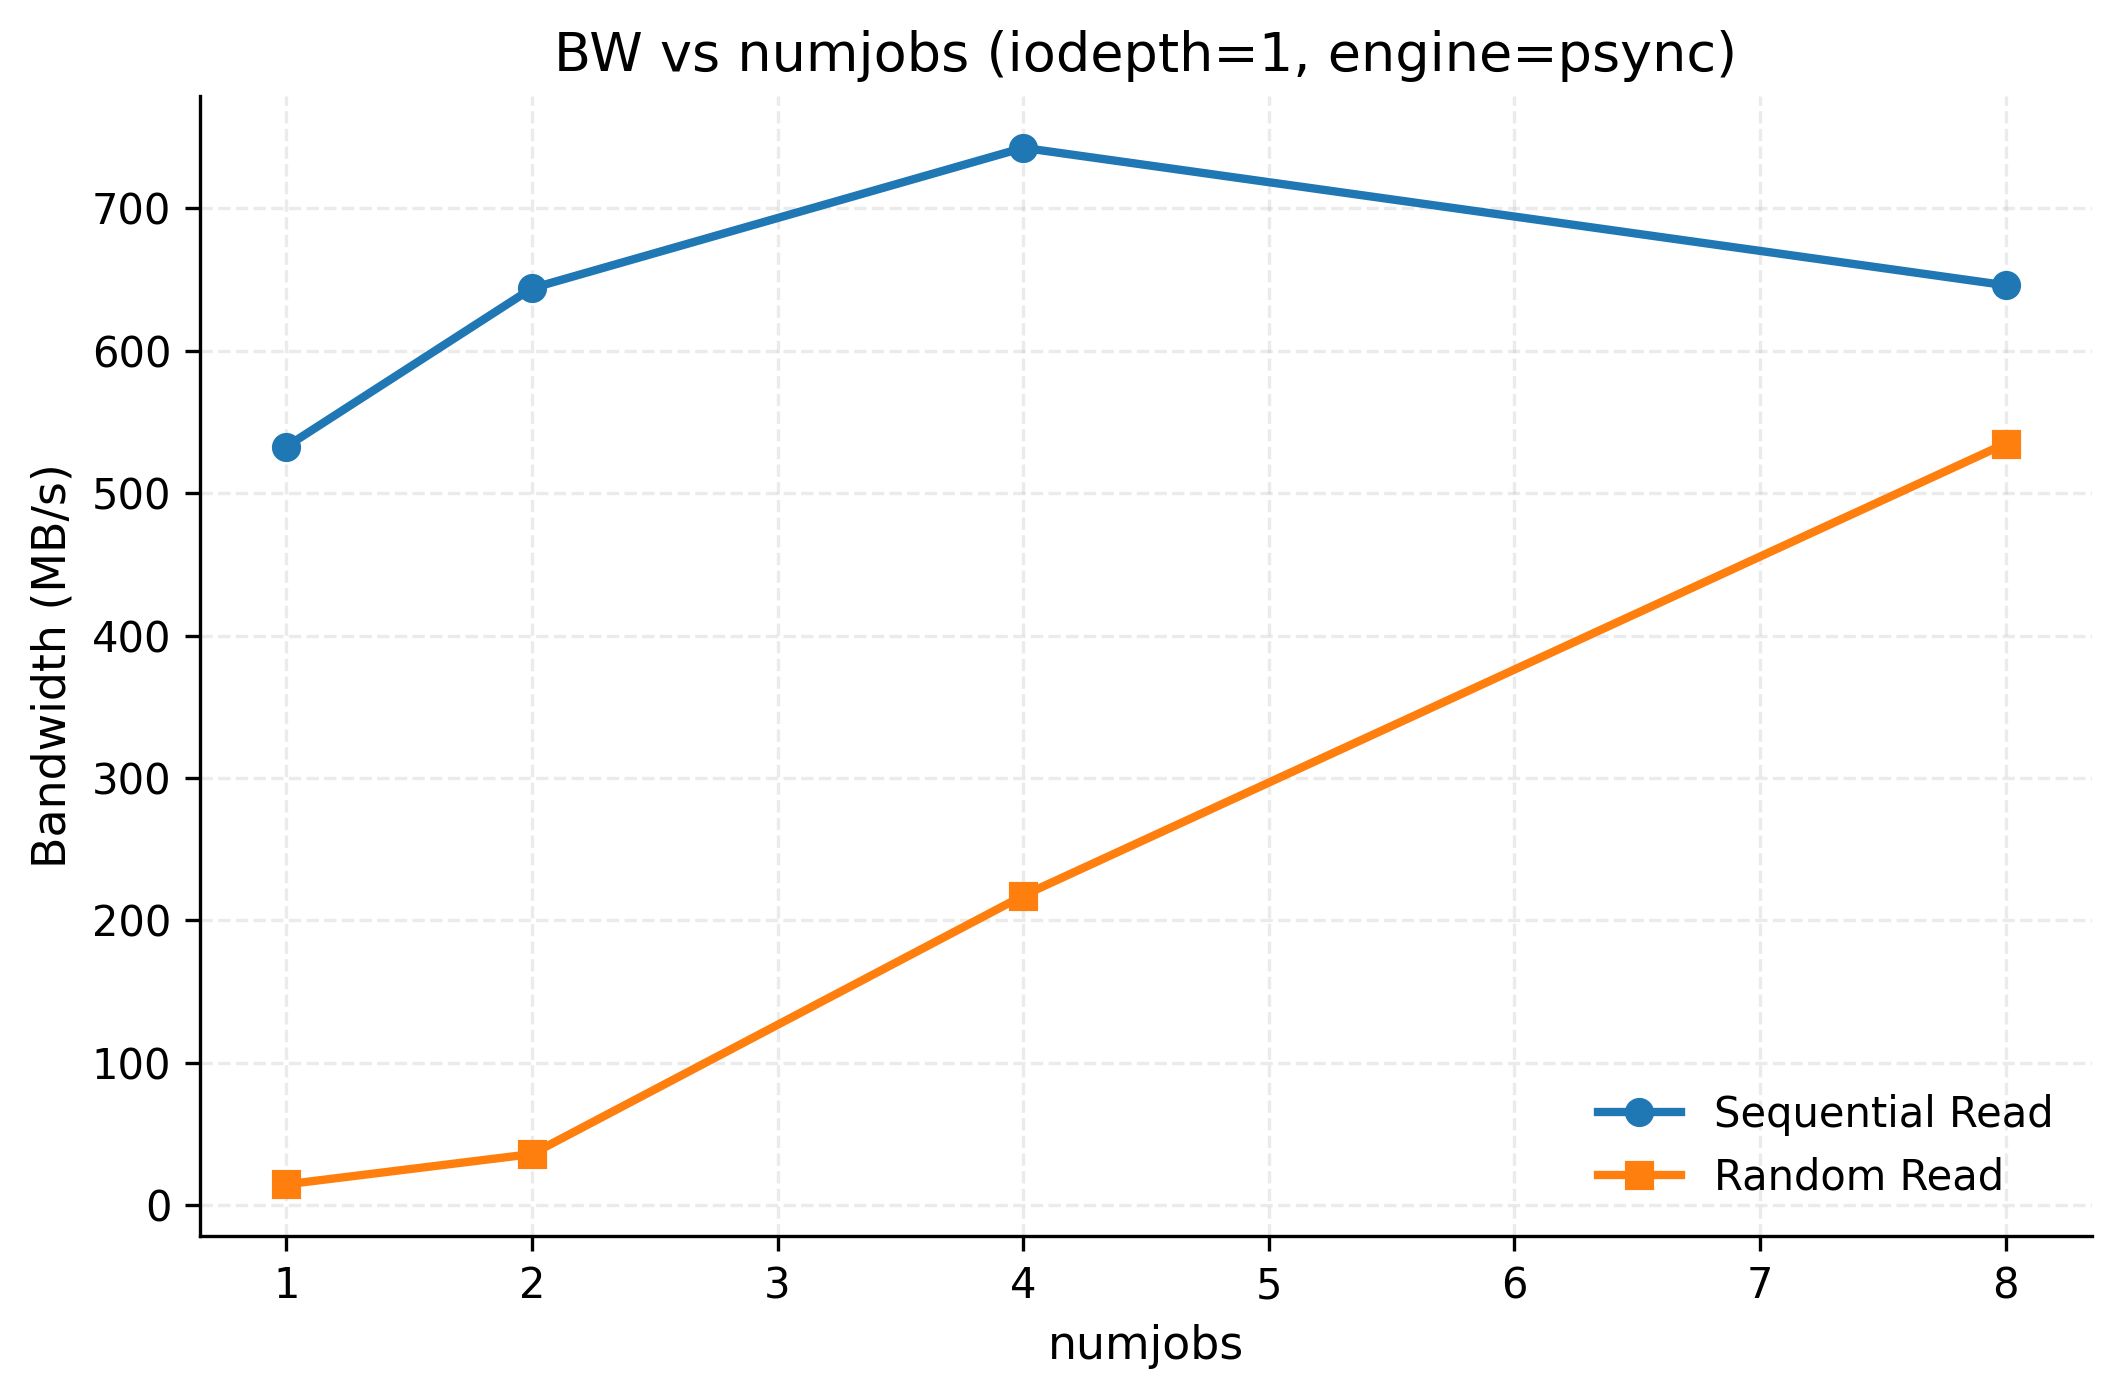 BW vs numjobs (iodepth=1, engine=psync)
Bandwidth (MB/s)
700
600
500
400
300
200
100
0
Sequential Read
Random Read
1 2 3 4 5 6 7 8
numjobs